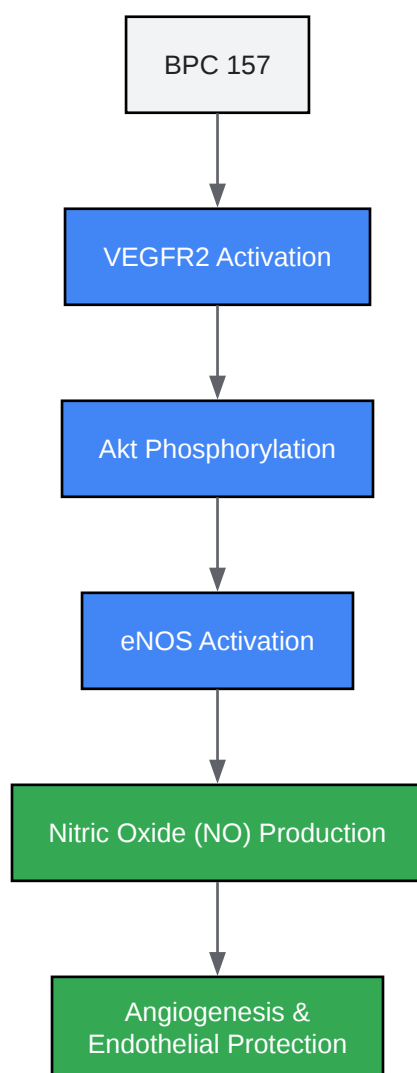 BPC 157
VEGFR2 Activation
Akt Phosphorylation
eNOS Activation
Nitric Oxide (NO) Production
Angiogenesis &
Endothelial Protection